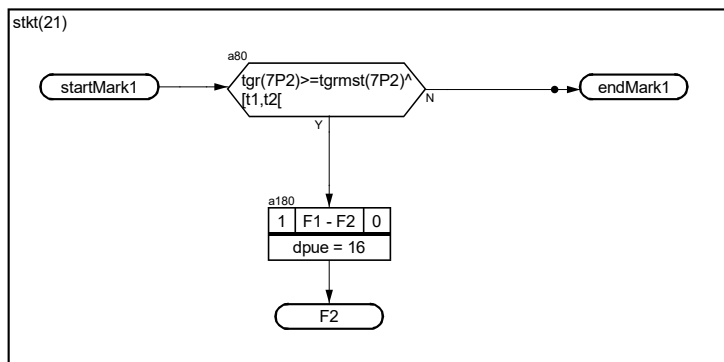 stkt(21)
a80
startMark1
tgr(7P2)>=tgrmst(7P2)^
[t1,t2[
N
endMark1
Y
a180
1 F1 - F2 0
dpue = 16
F2